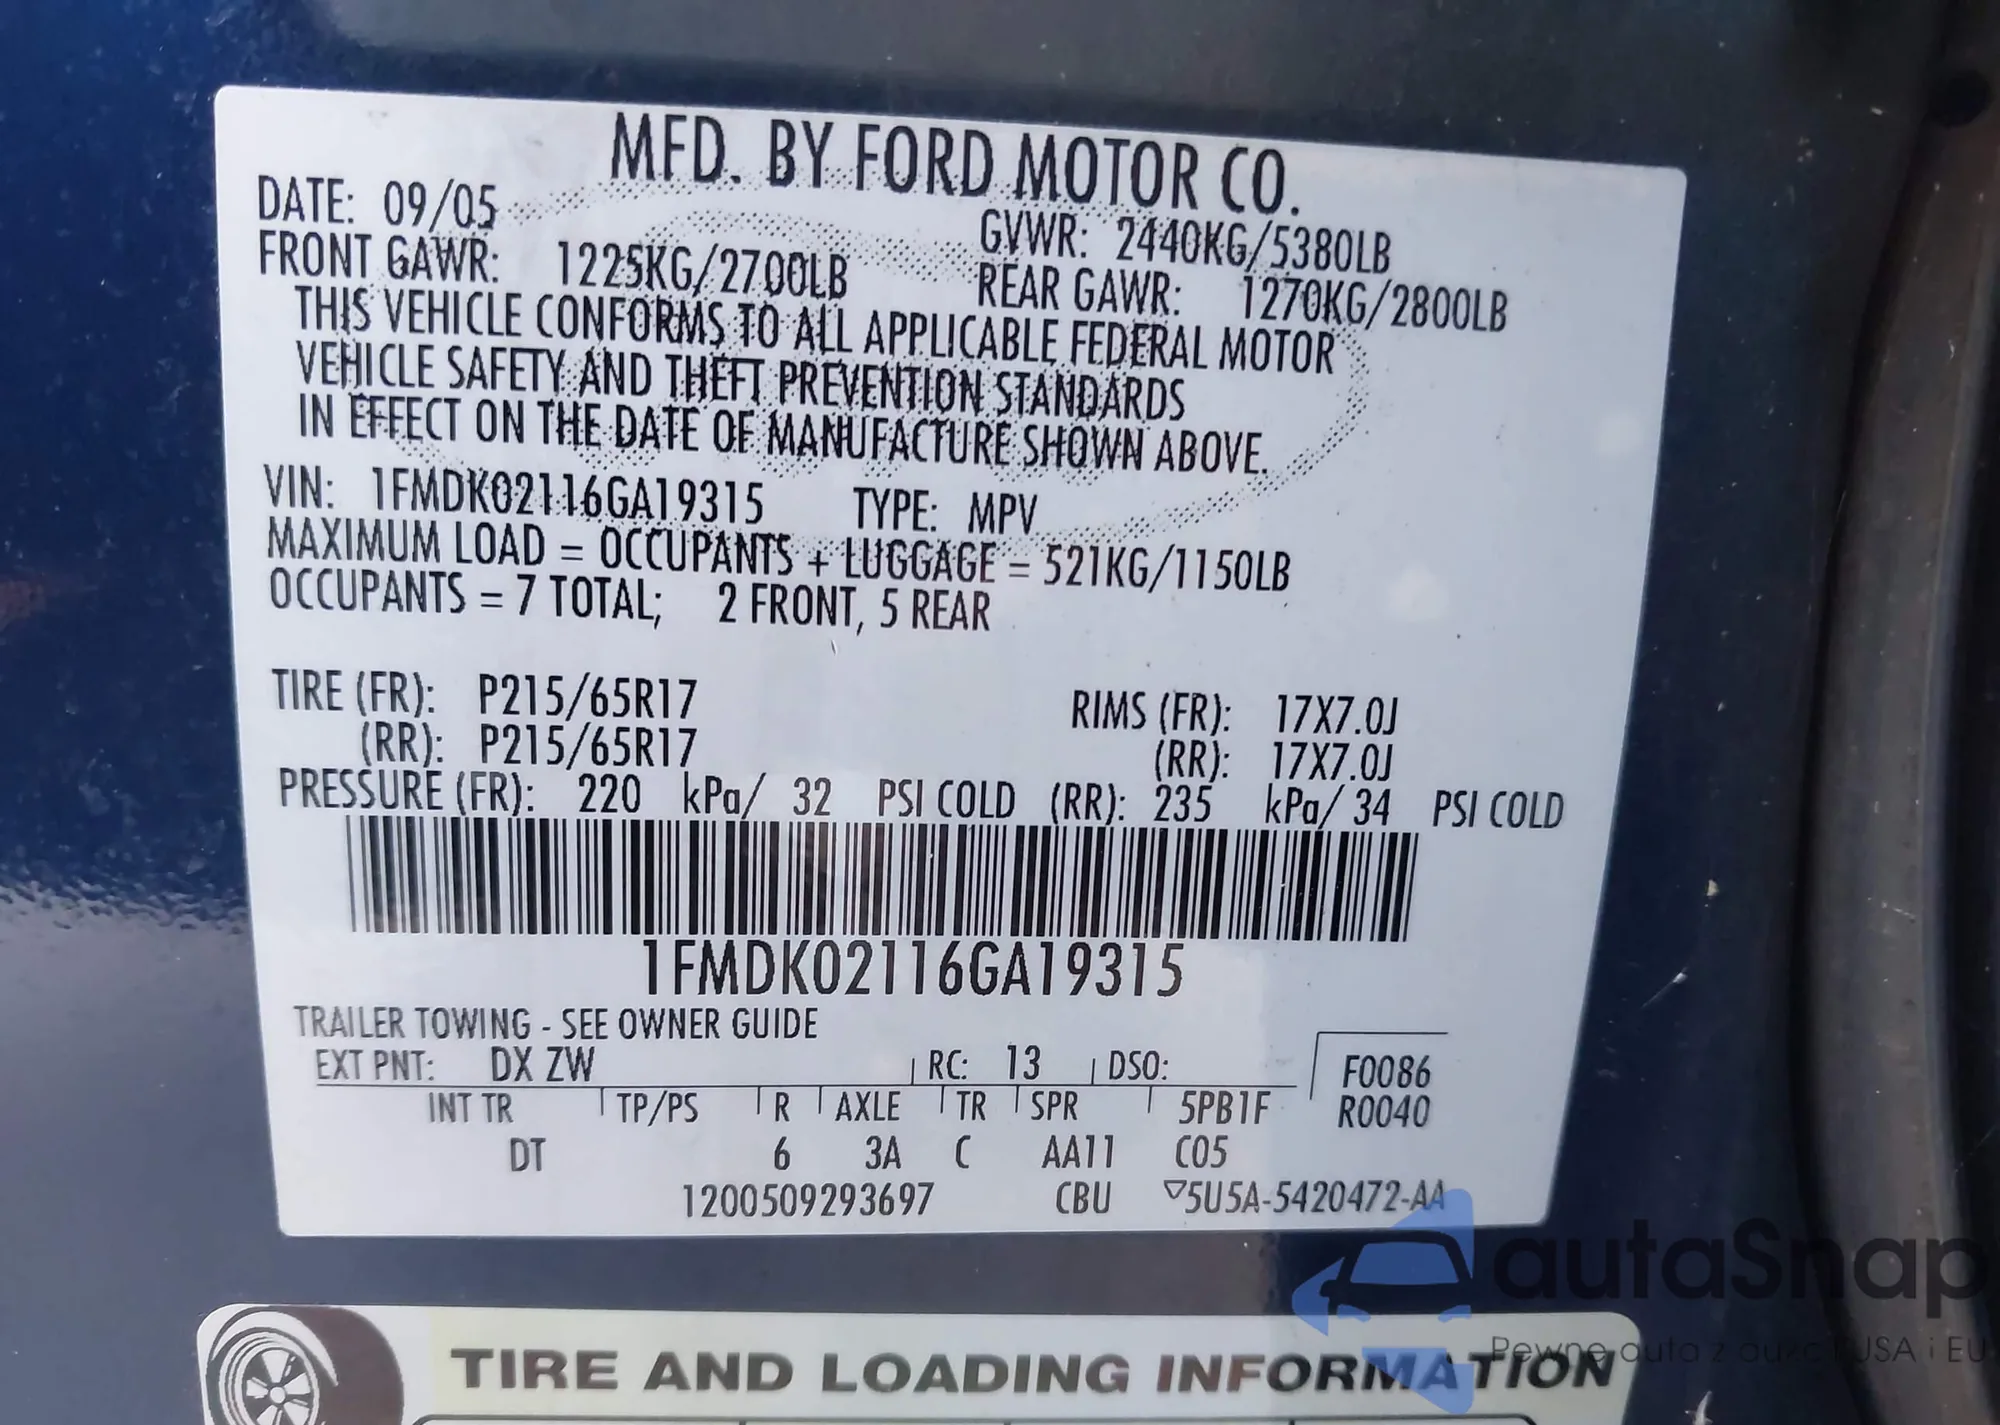 MFD. BY FORD MOTOR CO.
DATE: 09/05
GVWR: 2440KG/5380LB
FRONT GAWR: 1225KG/2700LB
REAR GAWR: 1270KG/2800LB
THIS VEHICLE CONFORMS TO ALL APPLICABLE FEDERAL MOTOR
VEHICLE SAFETY AND THEFT PREVENTION STANDARDS
IN EFFECT ON THE DATE OF MANUFACTURE SHOWN ABOVE.
VIN: 1FMDK02116GA19315 TYPE: MPV
MAXIMUM LOAD = OCCUPANTS + LUGGAGE = 521KG/1150LB
OCCUPANTS = 7 TOTAL; 2 FRONT, 5 REAR
TIRE (FR): P215/65R17 RIMS (FR): 17X7.0J
(RR): P215/65R17 (RR): 17X7.0J
PRESSURE (FR): 220 kPa/ 32 PSI COLD (RR): 235 kPa/ 34 PSI COLD
1FMDK02116GA19315
TRAILER TOWING - SEE OWNER GUIDE
EXT PNT: DX ZW RC: 13 DSO: F0086
INT TR TP/PS R AXLE TR SPR 5PB1F R0040
DT 6 3A C AA11 C05
1200509293697 CBU ▽5U5A-5420472-AA
autaSnap
Pewne auta z aukcji USA i EU
TIRE AND LOADING INFORMATION